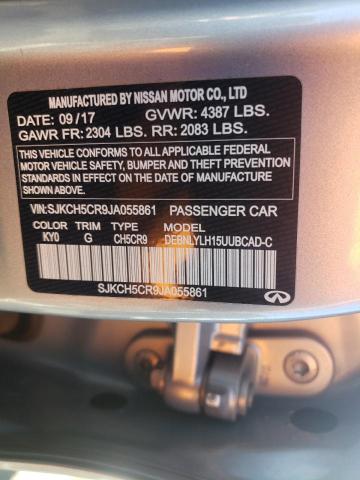 MANUFACTURED BY NISSAN MOTOR CO., LTD
DATE: 09/17 GVWR: 4387 LBS.
GAWR FR: 2304 LBS. RR: 2083 LBS.
THIS VEHICLE CONFORMS TO ALL APPLICABLE FEDERAL
MOTOR VEHICLE SAFETY, BUMPER AND THEFT PREVENTION
STANDARDS IN EFFECT ON THE DATE OF MANUFACTURE
SHOWN ABOVE.
VIN:SJKCH5CR9JA055861 PASSENGER CAR
COLOR TRIM TYPE MODEL
KY0 G CH5CR9 DEBNLYLH15UUBCAD-C
SJKCH5CR9JA055861